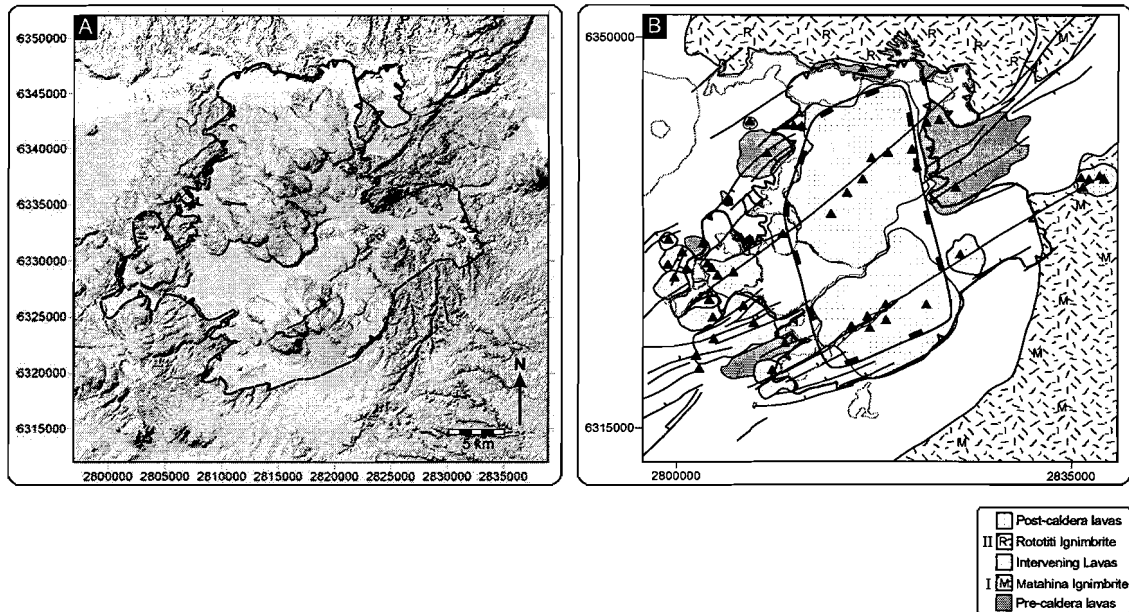 A
6350000
6345000
6340000
6335000
6330000
6325000
6320000
6315000
2800000 2805000 2810000 2815000 2820000 2825000 2830000 2835000
N
5 km
B
6350000
6315000
2800000 2835000
R R R R R R R R M
M
M
M
M
M
M
M
Post-caldera lavas
II R Rototiti Ignimbrite
Intervening Lavas
I M Matahina Ignimbrite
Pre-caldera lavas